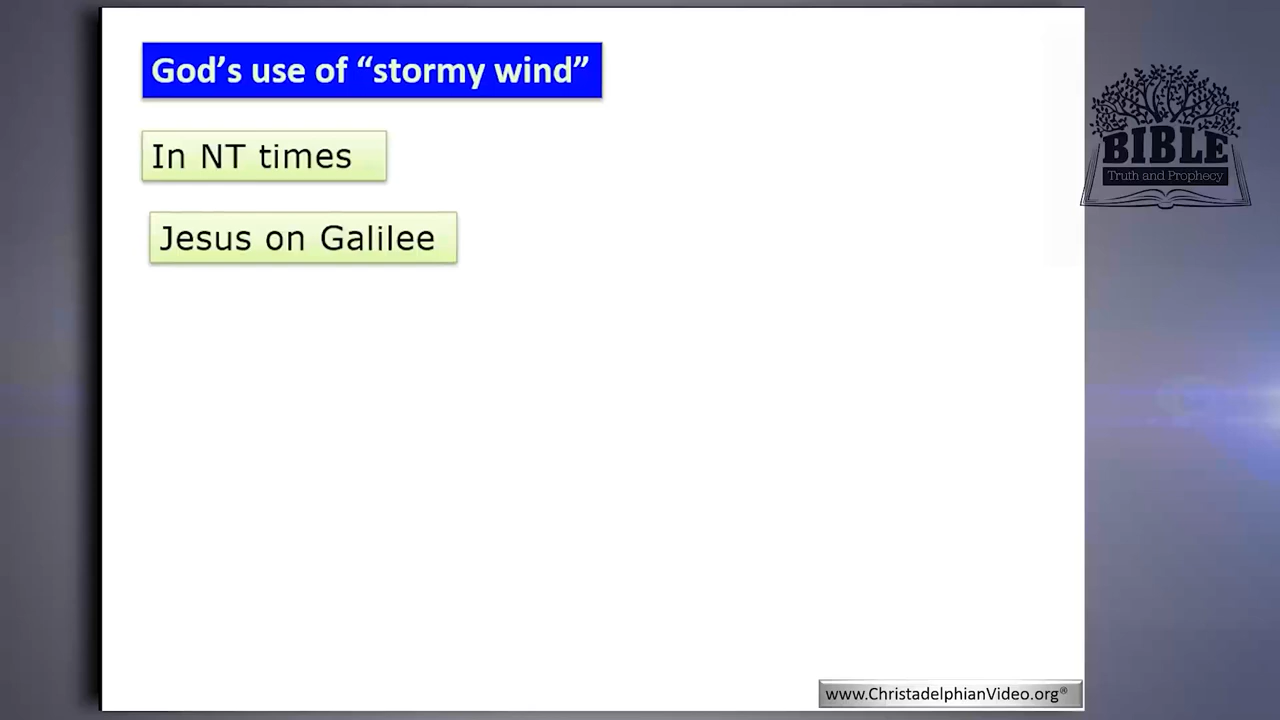 God's use of “stormy wind”
In NT times
Jesus on Galilee
BIBLE
Truth and Prophecy
www.ChristadelphianVideo.org®